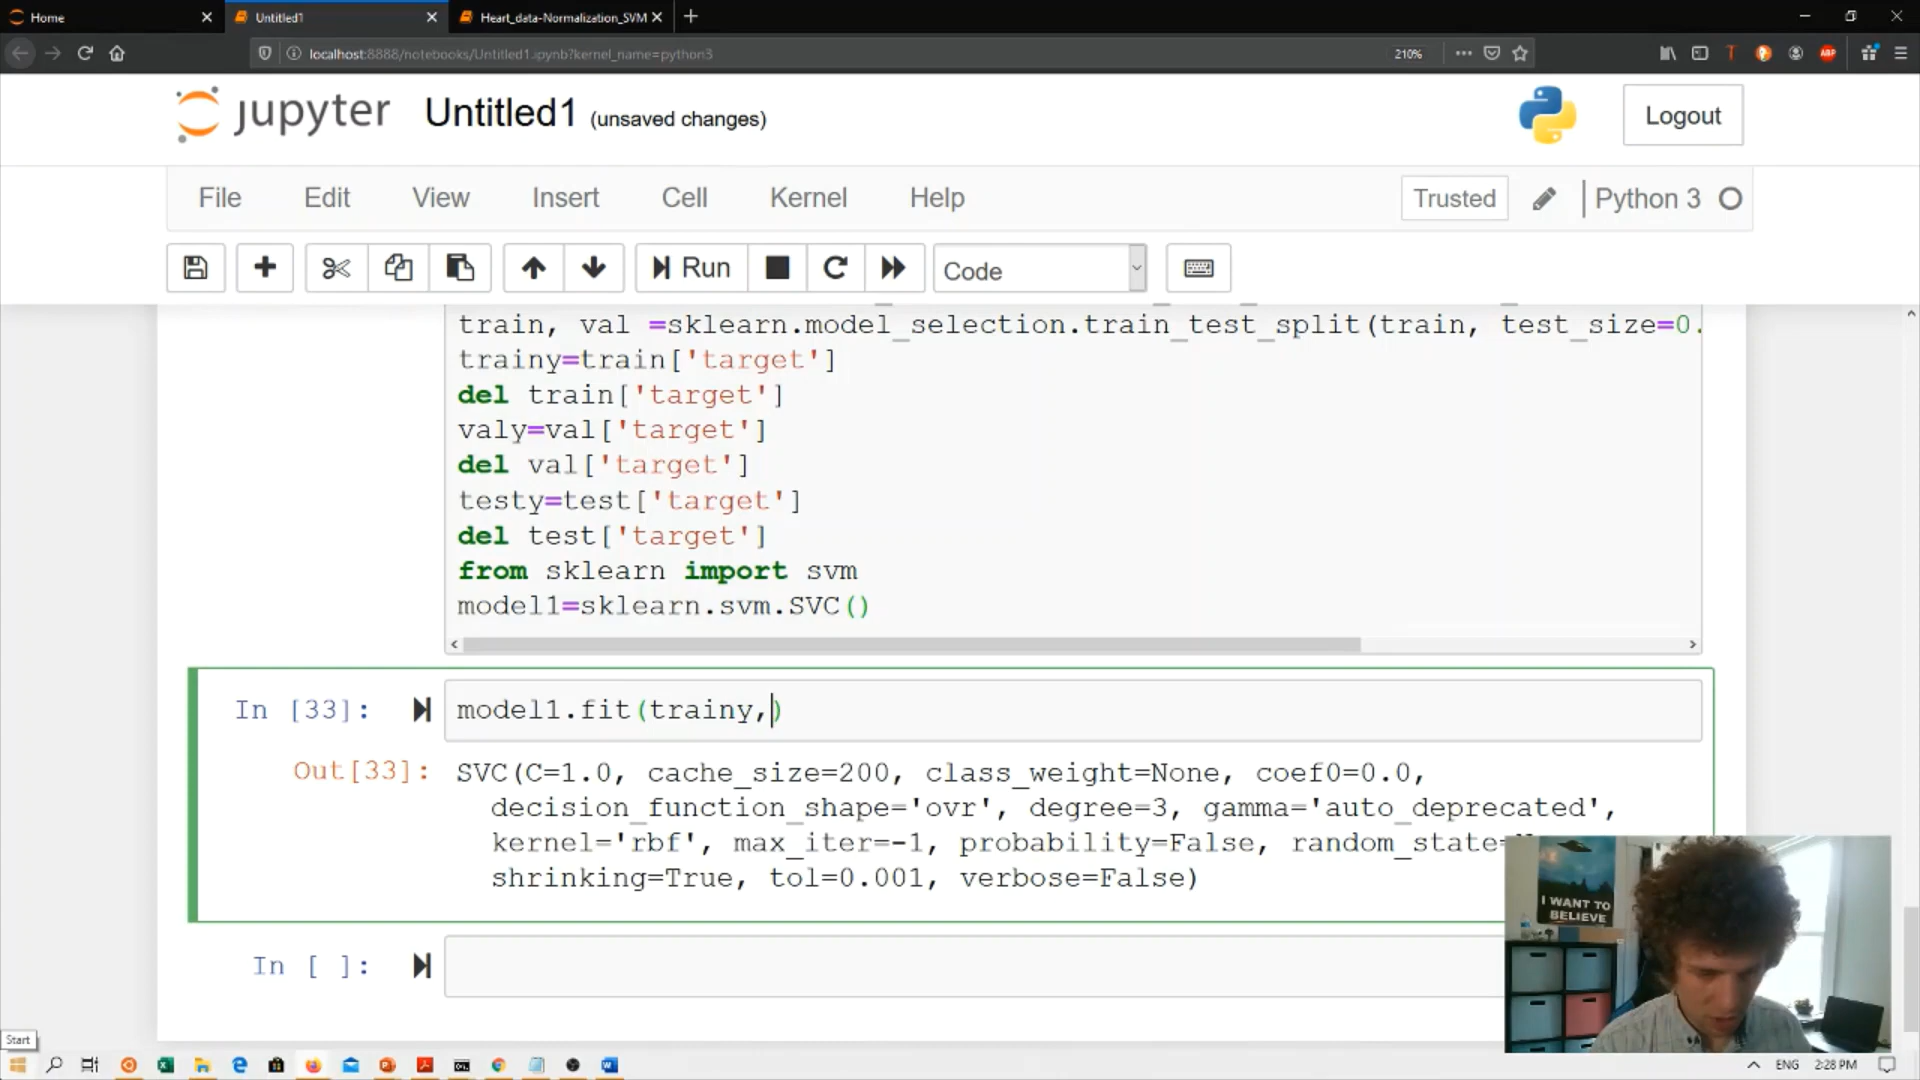 Home
Untitled1
Heart_data-Normalization_SVM
localhost:8888/notebooks/Untitled1.ipynb?kernel_name=python3
210%
ABP
jupyter
Untitled1 (unsaved changes)
Logout
File Edit View Insert Cell Kernel Help
Trusted
Python 3
Run
Code
train, val =sklearn.model_selection.train_test_split(train, test_size=0.
trainy=train['target']
del train['target']
valy=val['target']
del val['target']
testy=test['target']
del test['target']
from sklearn import svm
model1=sklearn.svm.SVC()
In [33]:
model1.fit(trainy,)
Out[33]:
SVC(C=1.0, cache_size=200, class_weight=None, coef0=0.0,
decision_function_shape='ovr', degree=3, gamma='auto_deprecated',
kernel='rbf', max_iter=-1, probability=False,
shrinking=True, tol=0.001, verbose=False)
In [ ]:
I WANT TO
BELIEVE
Start
ENG
2:28 PM